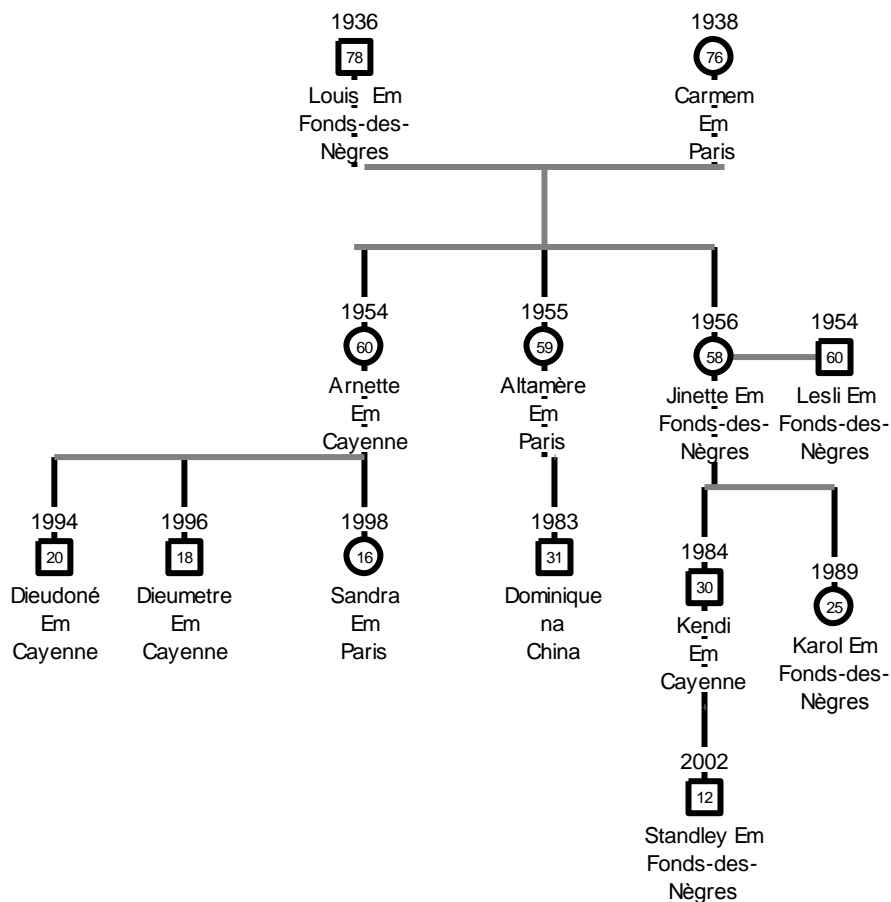 1936
78
Louis Em
Fonds-des-
Nègres
1938
76
Carmem
Em
Paris
1954
60
Arnette
Em
Cayenne
1955
59
Altamère
Em
Paris
1956
58
Jinette Em
Fonds-des-
Nègres
1954
60
Lesli Em
Fonds-des-
Nègres
1994
20
Dieudoné
Em
Cayenne
1996
18
Dieumetre
Em
Cayenne
1998
16
Sandra
Em
Paris
1983
31
Dominique
na
China
1984
30
Kendi
Em
Cayenne
1989
25
Karol Em
Fonds-des-
Nègres
2002
12
Standley Em
Fonds-des-
Nègres